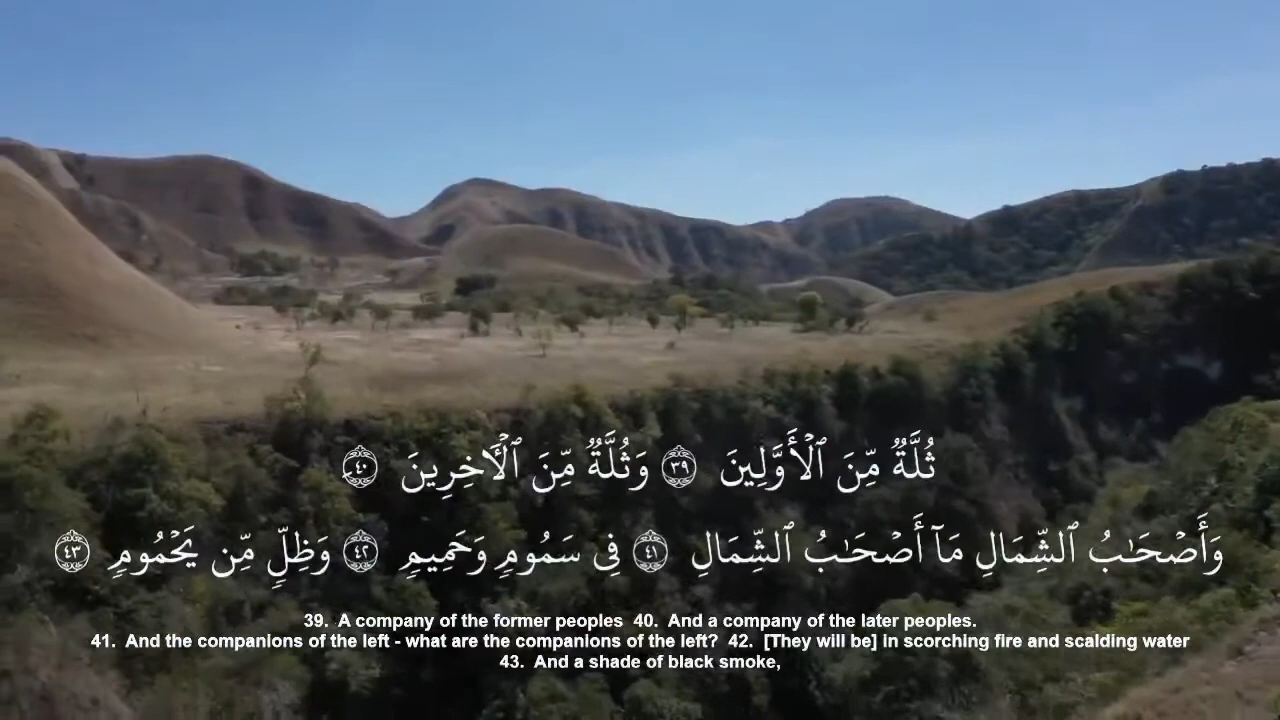 ثُلَّةٌ مِّنَ ٱلْأَوَّلِينَ ٣٩ وَثُلَّةٌ مِّنَ ٱلْـَٔاخِرِينَ ٤٠
وَأَصْحَـٰبُ ٱلشِّمَالِ مَآ أَصْحَـٰبُ ٱلشِّمَالِ ٤١ فِى سَمُومٍ وَحَمِيمٍ ٤٢ وَظِلٍّ مِّن يَحْمُومٍ ٤٣
39. A company of the former peoples 40. And a company of the later peoples.
41. And the companions of the left - what are the companions of the left? 42. [They will be] in scorching fire and scalding water
43. And a shade of black smoke,